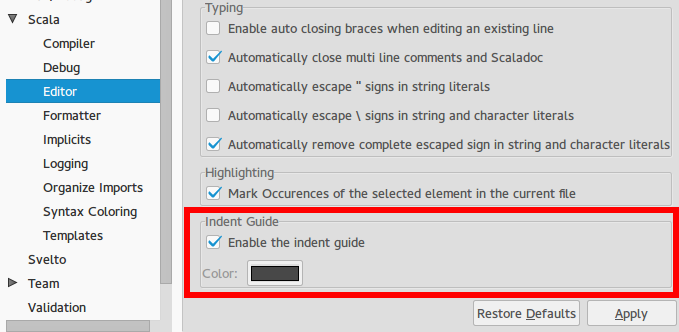 Scala
Compiler
Debug
Editor
Formatter
Implicits
Logging
Organize Imports
Syntax Coloring
Templates
Svelto
Team
Validation
Typing
Enable auto closing braces when editing an existing line
Automatically close multi line comments and Scaladoc
Automatically escape " signs in string literals
Automatically escape \ signs in string and character literals
Automatically remove complete escaped sign in string and character literals
Highlighting
Mark Occurences of the selected element in the current file
Indent Guide
Enable the indent guide
Color:
Restore Defaults
Apply